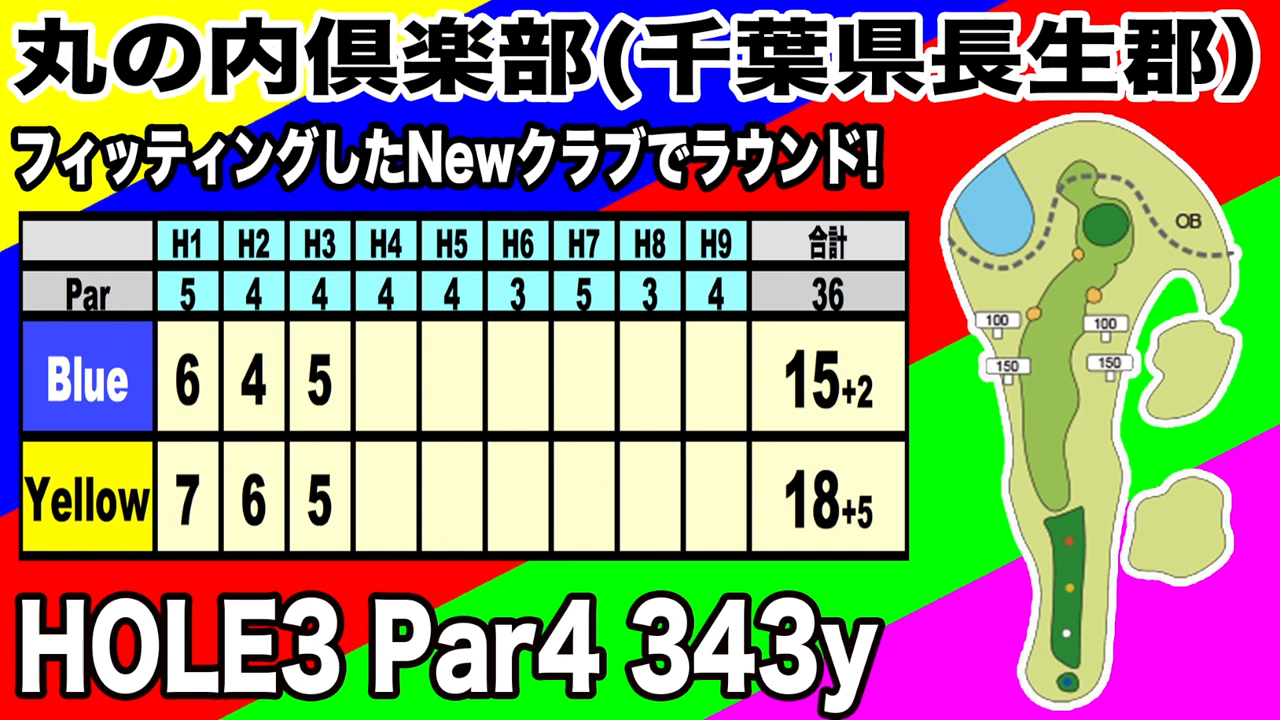 丸の内倶楽部(千葉県長生郡)
フィッティングしたNewクラブでラウンド!
H1 H2 H3 H4 H5 H6 H7 H8 H9 合計
Par 5 4 4 4 4 3 5 3 4 36
Blue 6 4 5 15+2
Yellow 7 6 5 18+5
HOLE3 Par4 343y
OB
100 100
150 150